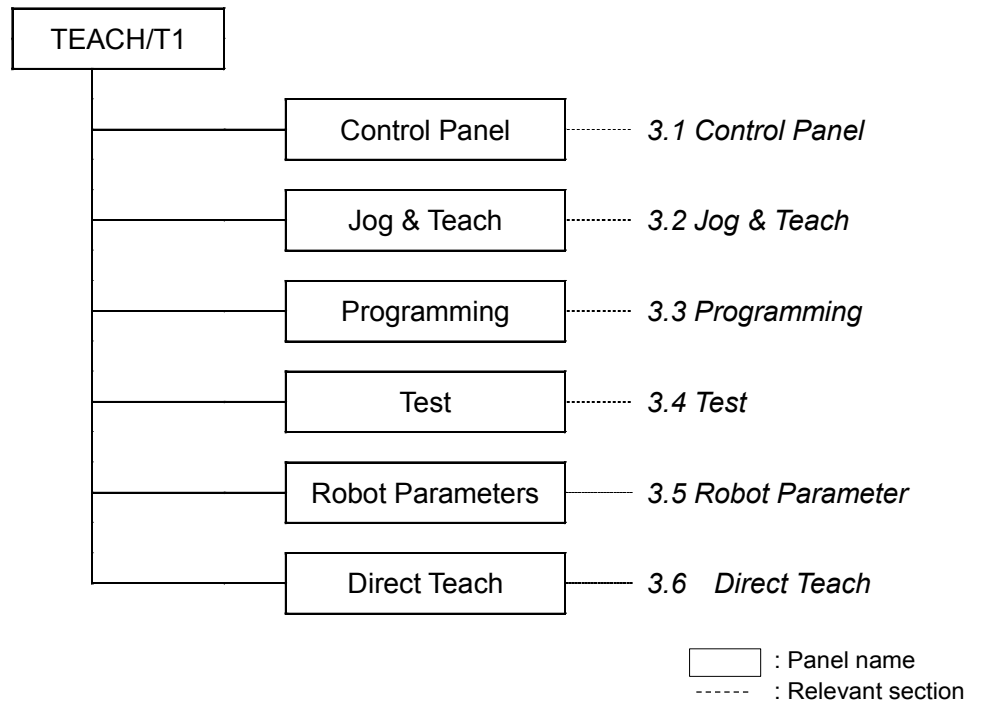 TEACH/T1
Control Panel 3.1 Control Panel
Jog & Teach 3.2 Jog & Teach
Programming 3.3 Programming
Test 3.4 Test
Robot Parameters 3.5 Robot Parameter
Direct Teach 3.6 Direct Teach
: Panel name
: Relevant section